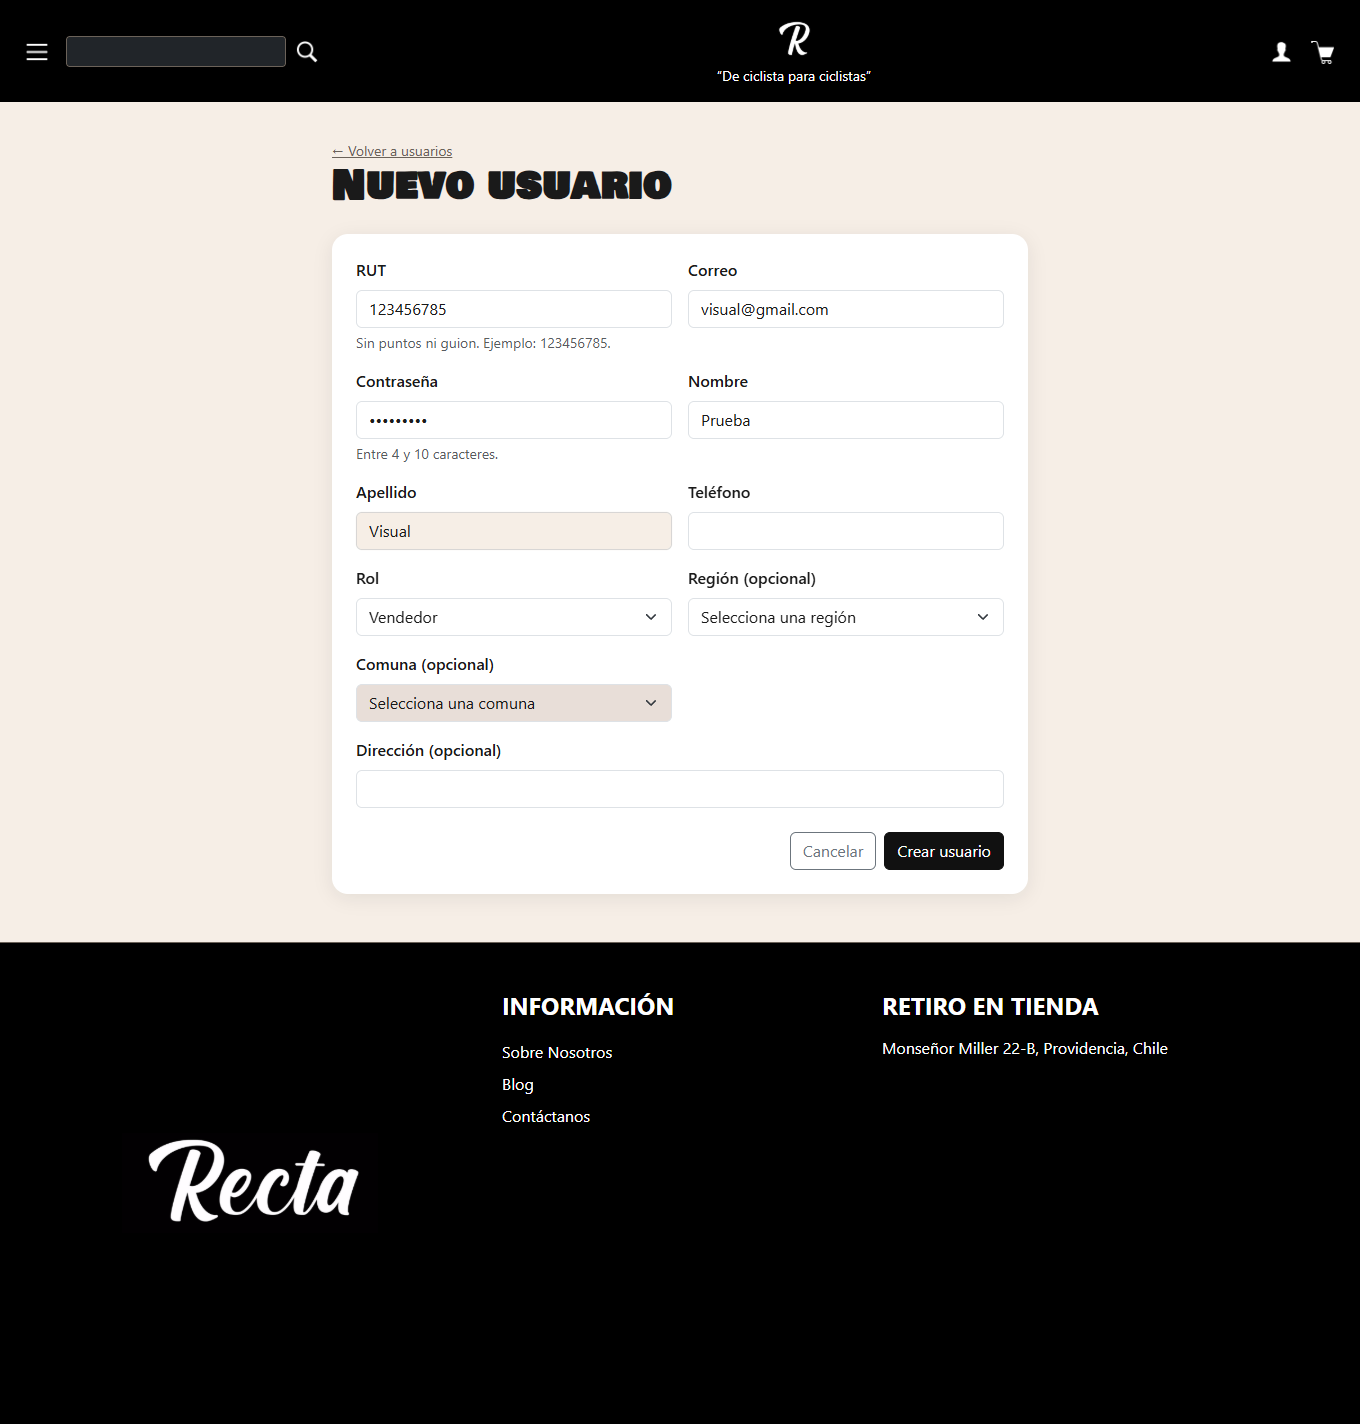 R
“De ciclista para ciclistas”
← Volver a usuarios
Nuevo usuario
RUT
Correo
123456785
visual@gmail.com
Sin puntos ni guion. Ejemplo: 123456785.
Contraseña
Nombre
•••••••••
Prueba
Entre 4 y 10 caracteres.
Apellido
Teléfono
Visual
Rol
Región (opcional)
Vendedor
Selecciona una región
Comuna (opcional)
Selecciona una comuna
Dirección (opcional)
Cancelar
Crear usuario
INFORMACIÓN
RETIRO EN TIENDA
Sobre Nosotros
Monseñor Miller 22-B, Providencia, Chile
Blog
Contáctanos
Recta